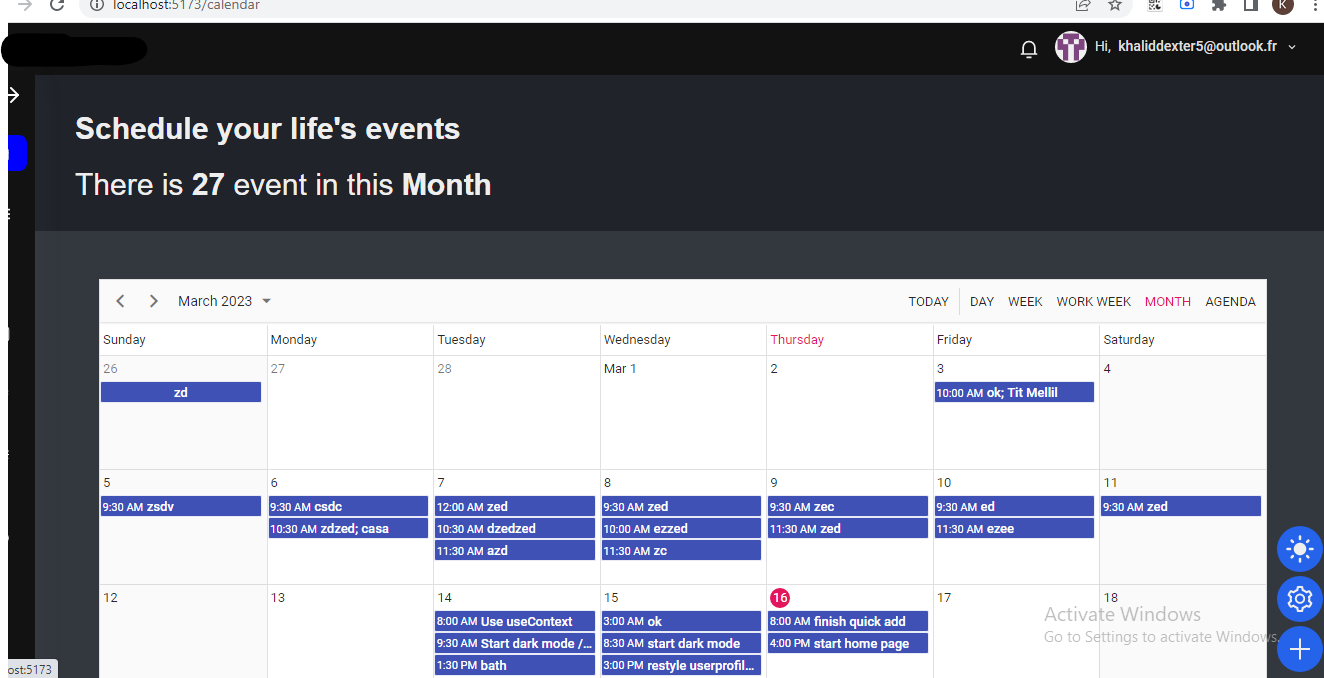 localhost:5173/calendar
K
Hi, khaliddexter5@outlook.fr
Schedule your life's events
There is 27 event in this Month
March 2023
TODAY DAY WEEK WORK WEEK MONTH AGENDA
Sunday Monday Tuesday Wednesday Thursday Friday Saturday
26 27 28 Mar 1 2 3 4
zd 10:00 AM ok; Tit Mellil
5 6 7 8 9 10 11
9:30 AM zsdv 9:30 AM csdc 12:00 AM zed 9:30 AM zed 9:30 AM zec 9:30 AM ed 9:30 AM zed
10:30 AM zdzed; casa 10:30 AM dzedzed 10:00 AM ezzed 11:30 AM zed 11:30 AM ezee
11:30 AM azd 11:30 AM zc
12 13 14 15 16 17 18
8:00 AM Use useContext 3:00 AM ok 8:00 AM finish quick add
9:30 AM Start dark mode /... 8:30 AM start dark mode 4:00 PM start home page
1:30 PM bath 3:00 PM restyle userprofil...
Activate Windows
Go to Settings to activate Windows.
ost:5173